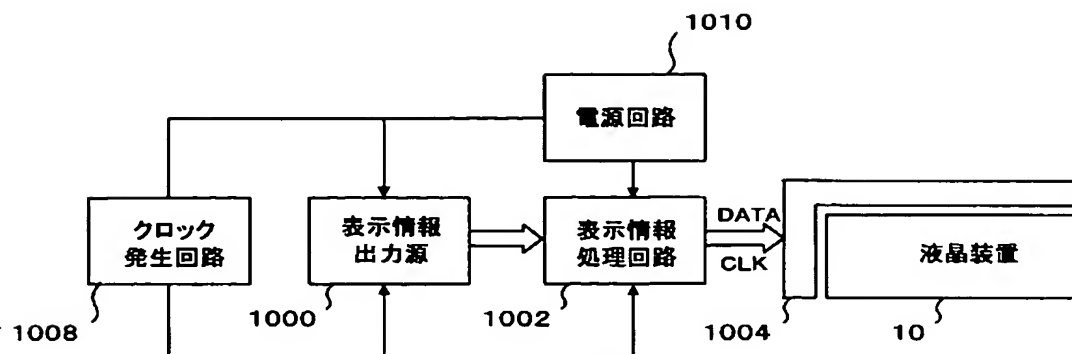 1010
電源回路
クロック
発生回路
表示情報
出力源
表示情報
処理回路
DATA
CLK
液晶装置
1008
1000
1002
1004
10